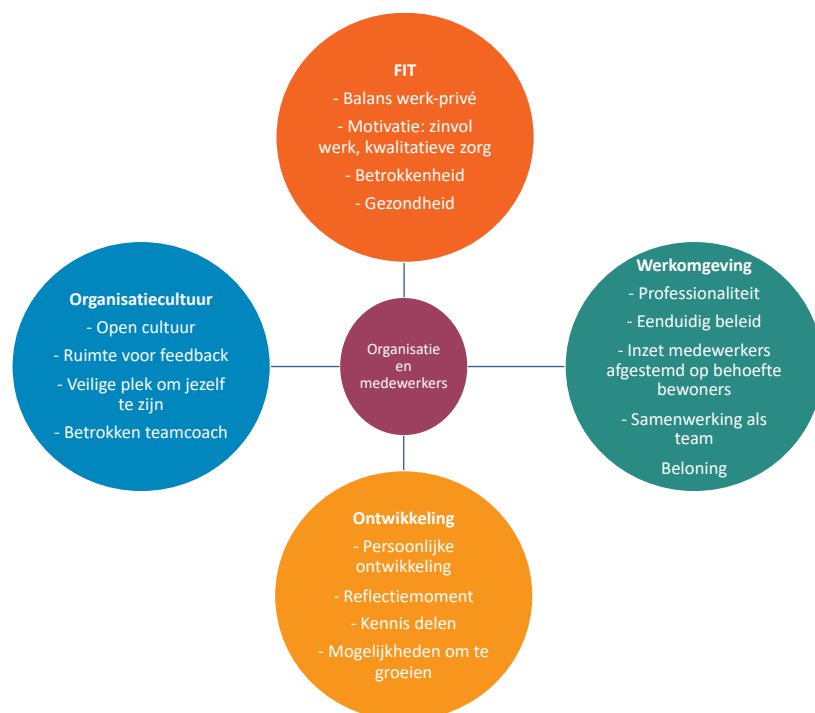 FIT
- Balans werk-privé
- Motivatie: zinvol
werk, kwalitatieve zorg
- Betrokkenheid
- Gezondheid
Organisatiecultuur
- Open cultuur
- Ruimte voor feedback
- Veilige plek om jezelf
te zijn
- Betrokken teamcoach
Organisatie
en
medewerkers
Werkomgeving
- Professionaliteit
- Eenduidig beleid
- Inzet medewerkers
afgestemd op behoefte
bewoners
- Samenwerking als
team
Beloning
Ontwikkeling
- Persoonlijke
ontwikkeling
- Reflectiemoment
- Kennis delen
- Mogelijkheden om te
groeien